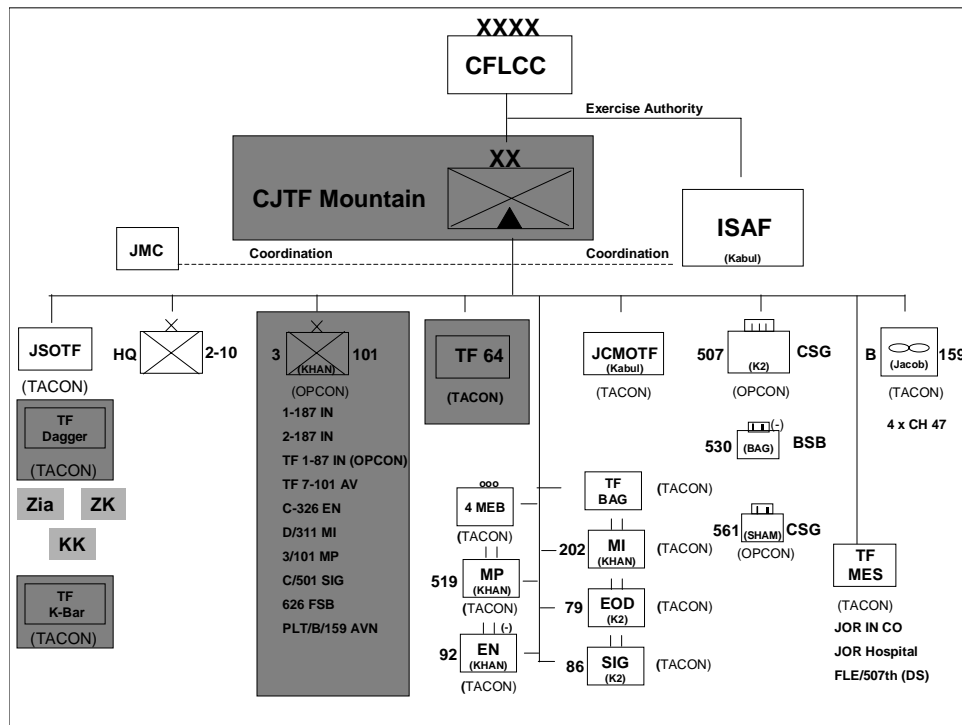 XXXX
CFLCC
Exercise Authority
XX
CJTF Mountain
ISAF
(Kabul)
JMC
Coordination
Coordination
JSOTF
(TACON)
TF
Dagger
(TACON)
Zia
ZK
KK
TF
K-Bar
(TACON)
HQ
2-10
3
(KHAN)
101
(OPCON)
1-187 IN
2-187 IN
TF 1-87 IN (OPCON)
TF 7-101 AV
C-326 EN
D/311 MI
3/101 MP
C/501 SIG
626 FSB
PLT/B/159 AVN
TF 64
(TACON)
ooo
4 MEB
(TACON)
519
MP
(KHAN)
(TACON)
(-)
92
EN
(KHAN)
(TACON)
JCMOTF
(Kabul)
(TACON)
TF
BAG
(TACON)
202
MI
(KHAN)
(TACON)
79
EOD
(K2)
(TACON)
86
SIG
(K2)
(TACON)
507
(K2)
CSG
(OPCON)
(-)
530
(BAG)
BSB
561
(SHAM)
CSG
(OPCON)
TF
MES
(TACON)
JOR IN CO
JOR Hospital
FLE/507th (DS)
B
(Jacob)
159
(TACON)
4 x CH 47